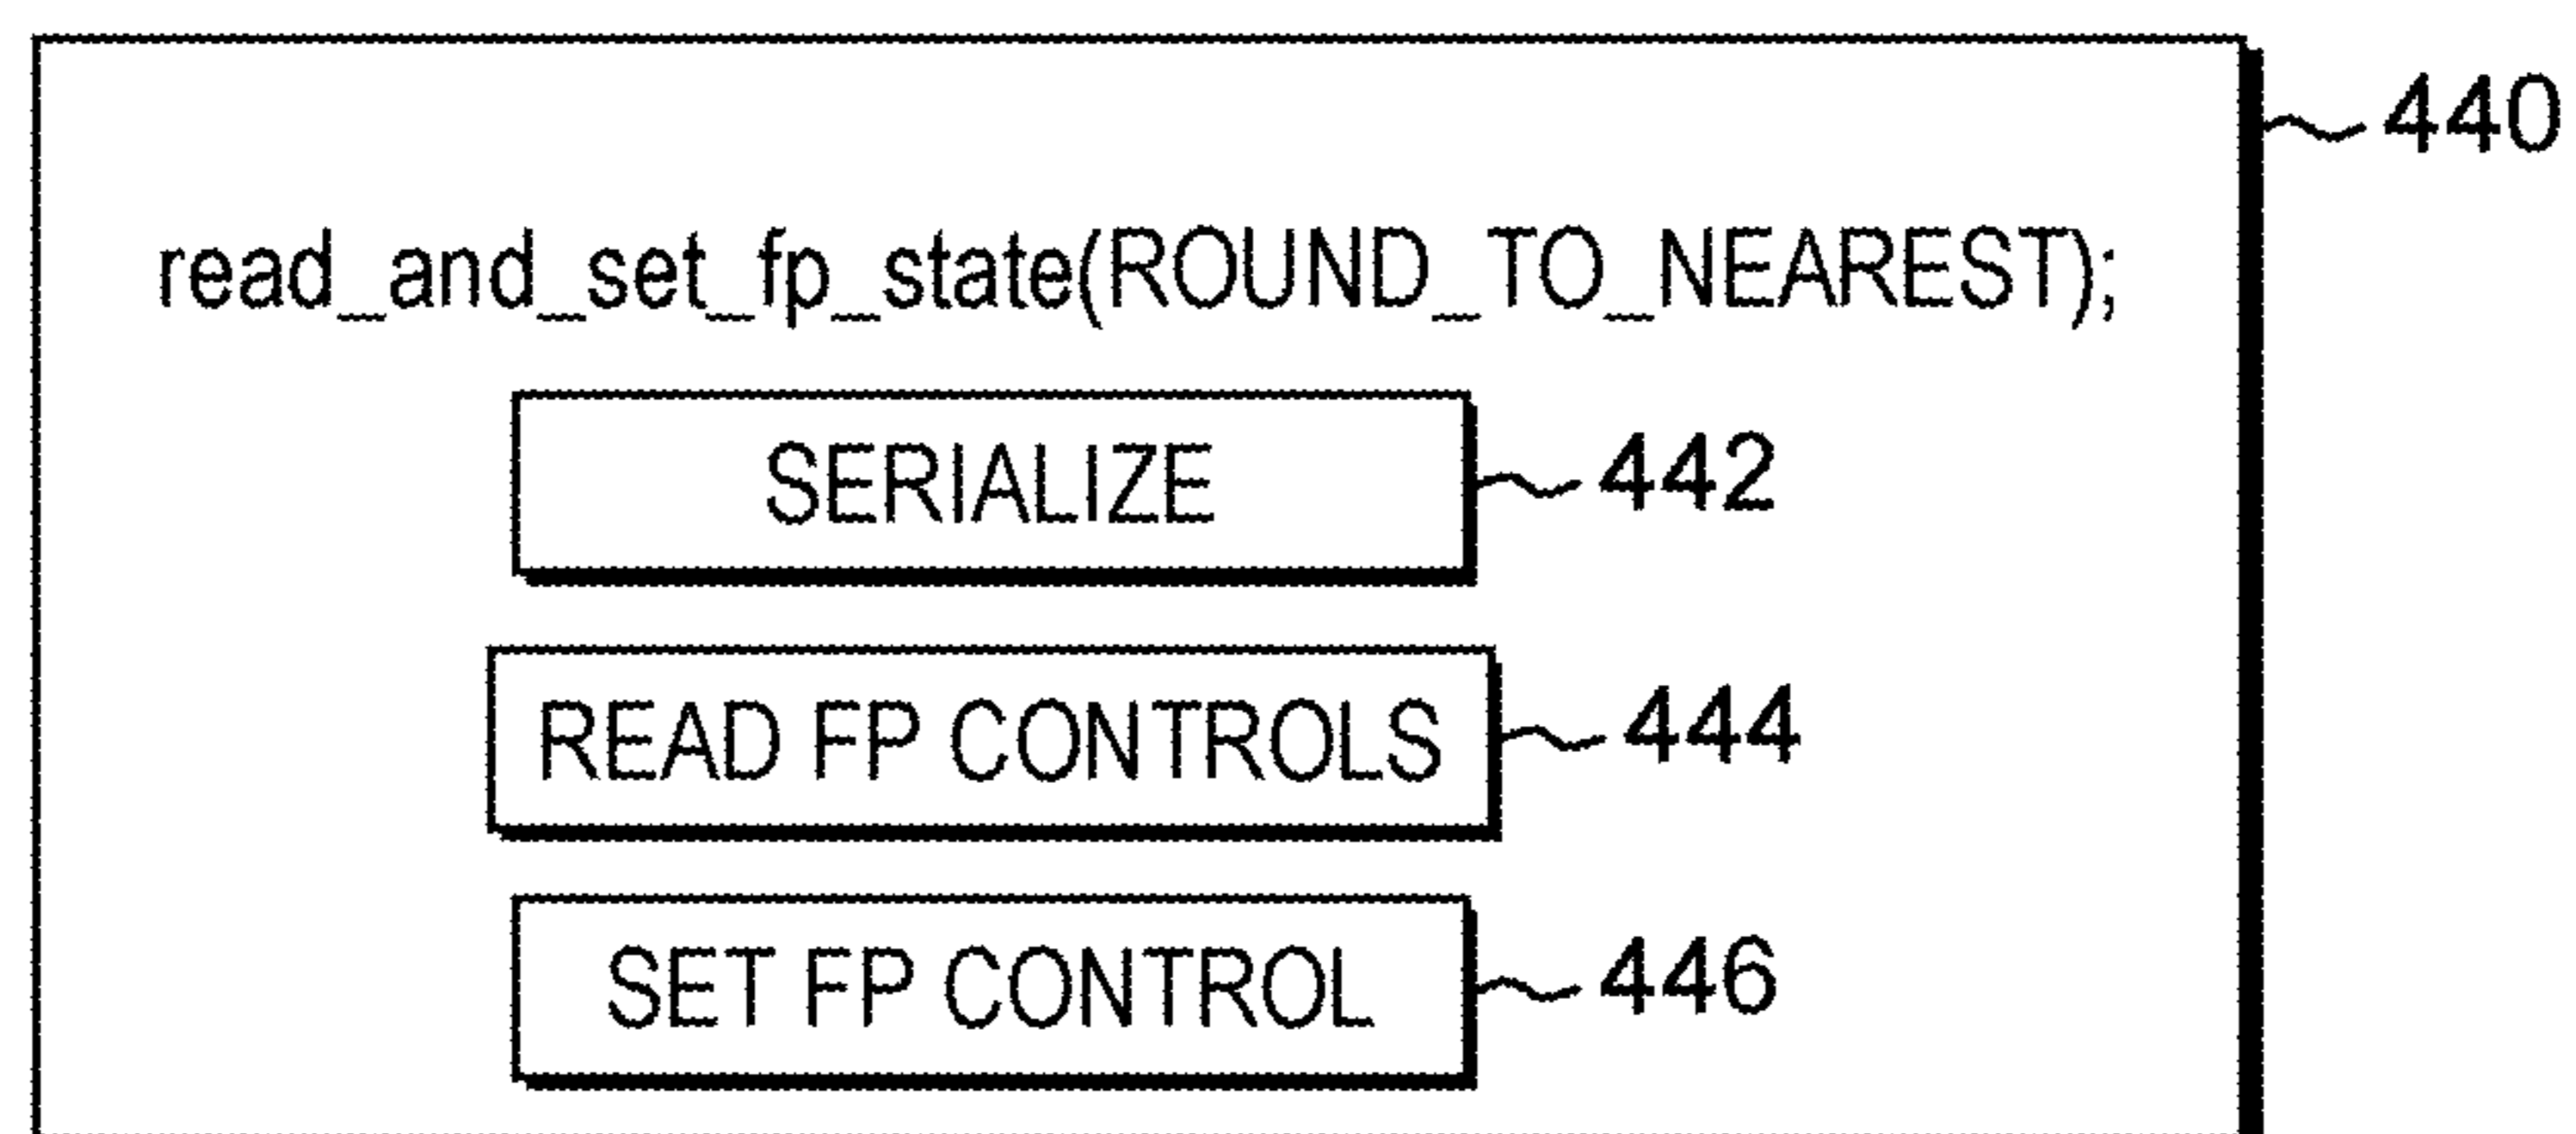 440
read_and_set_fp_state(ROUND_TO_NEAREST);
SERIALIZE 442
READ FP CONTROLS 444
SET FP CONTROL 446